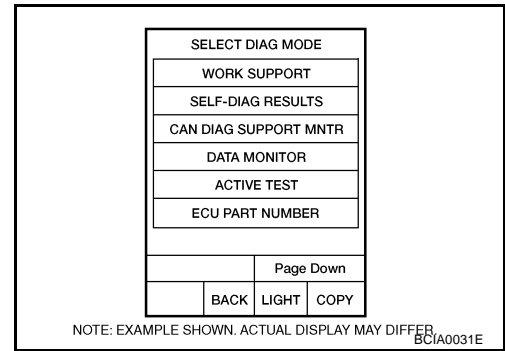 SELECT DIAG MODE
WORK SUPPORT
SELF-DIAG RESULTS
CAN DIAG SUPPORT MNTR
DATA MONITOR
ACTIVE TEST
ECU PART NUMBER
Page Down
BACK LIGHT COPY
NOTE: EXAMPLE SHOWN. ACTUAL DISPLAY MAY DIFFER.
BCIA0031E